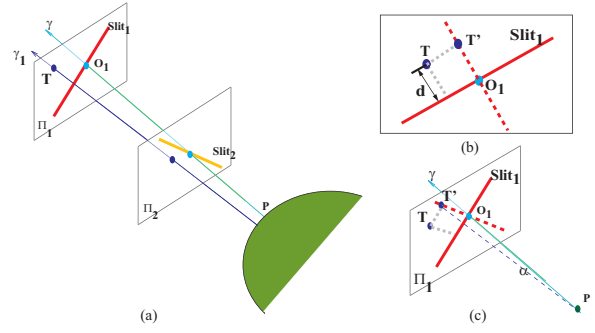 γ
Slit1
γ1
T
O1
Π1
Slit2
Π2
P
(a)
T'
T
Slit1
O1
d
(b)
γ
Slit1
T'
T
O1
Π1
α
P
(c)